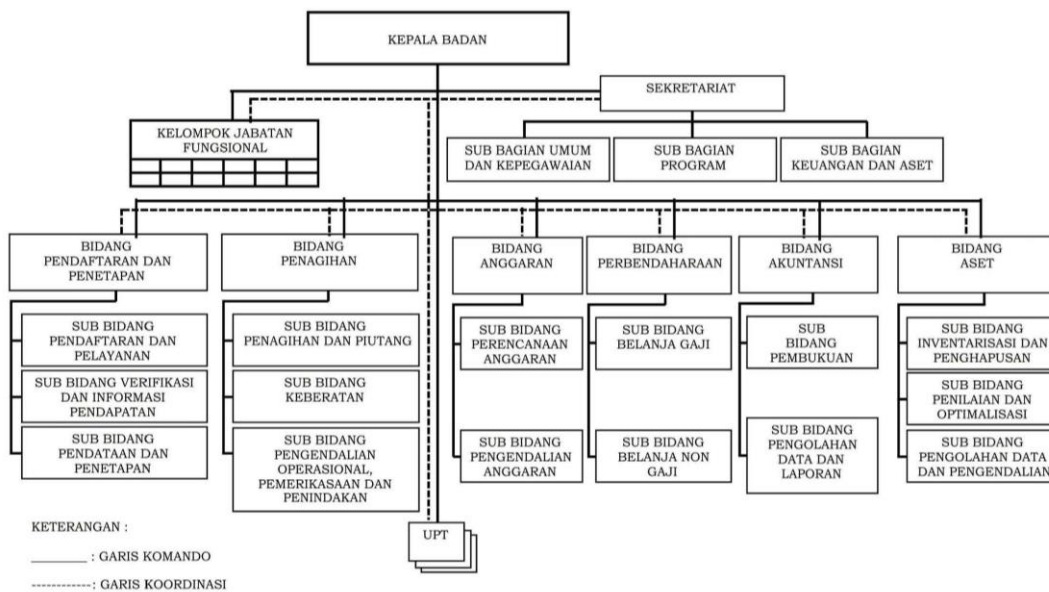 KEPALA BADAN
SEKRETARIAT
KELOMPOK JABATAN
FUNGSIONAL
SUB BAGIAN UMUM
DAN KEPEGAWAIAN
SUB BAGIAN
PROGRAM
SUB BAGIAN
KEUANGAN DAN ASET
BIDANG
PENDAFTARAN DAN
PENETAPAN
BIDANG
PENAGIHAN
BIDANG
ANGGARAN
BIDANG
PERBENDAHARAAN
BIDANG
AKUNTANSI
BIDANG
ASET
SUB BIDANG
PENDAFTARAN DAN
PELAYANAN
SUB BIDANG
PENAGIHAN DAN PIUTANG
SUB BIDANG
PERENCANAAN
ANGGARAN
SUB BIDANG
BELANJA GAJI
SUB
BIDANG
PEMBUKUAN
SUB BIDANG
INVENTARISASI DAN
PENGHAPUSAN
SUB BIDANG VERIFIKASI
DAN INFORMASI
PENDAPATAN
SUB BIDANG
KEBERATAN
SUB BIDANG
PENILAIAN DAN
OPTIMALISASI
SUB BIDANG
PENDATAAN DAN
PENETAPAN
SUB BIDANG
PENGENDALIAN
OPERASIONAL,
PEMERIKASAAN DAN
PENINDAKAN
SUB BIDANG
PENGENDALIAN
ANGGARAN
SUB BIDANG
BELANJA NON
GAJI
SUB BIDANG
PENGOLAHAN
DATA DAN
LAPORAN
SUB BIDANG
PENGOLAHAN DATA
DAN PENGENDALIAN
UPT
KETERANGAN :
________ : GARIS KOMANDO
------------: GARIS KOORDINASI